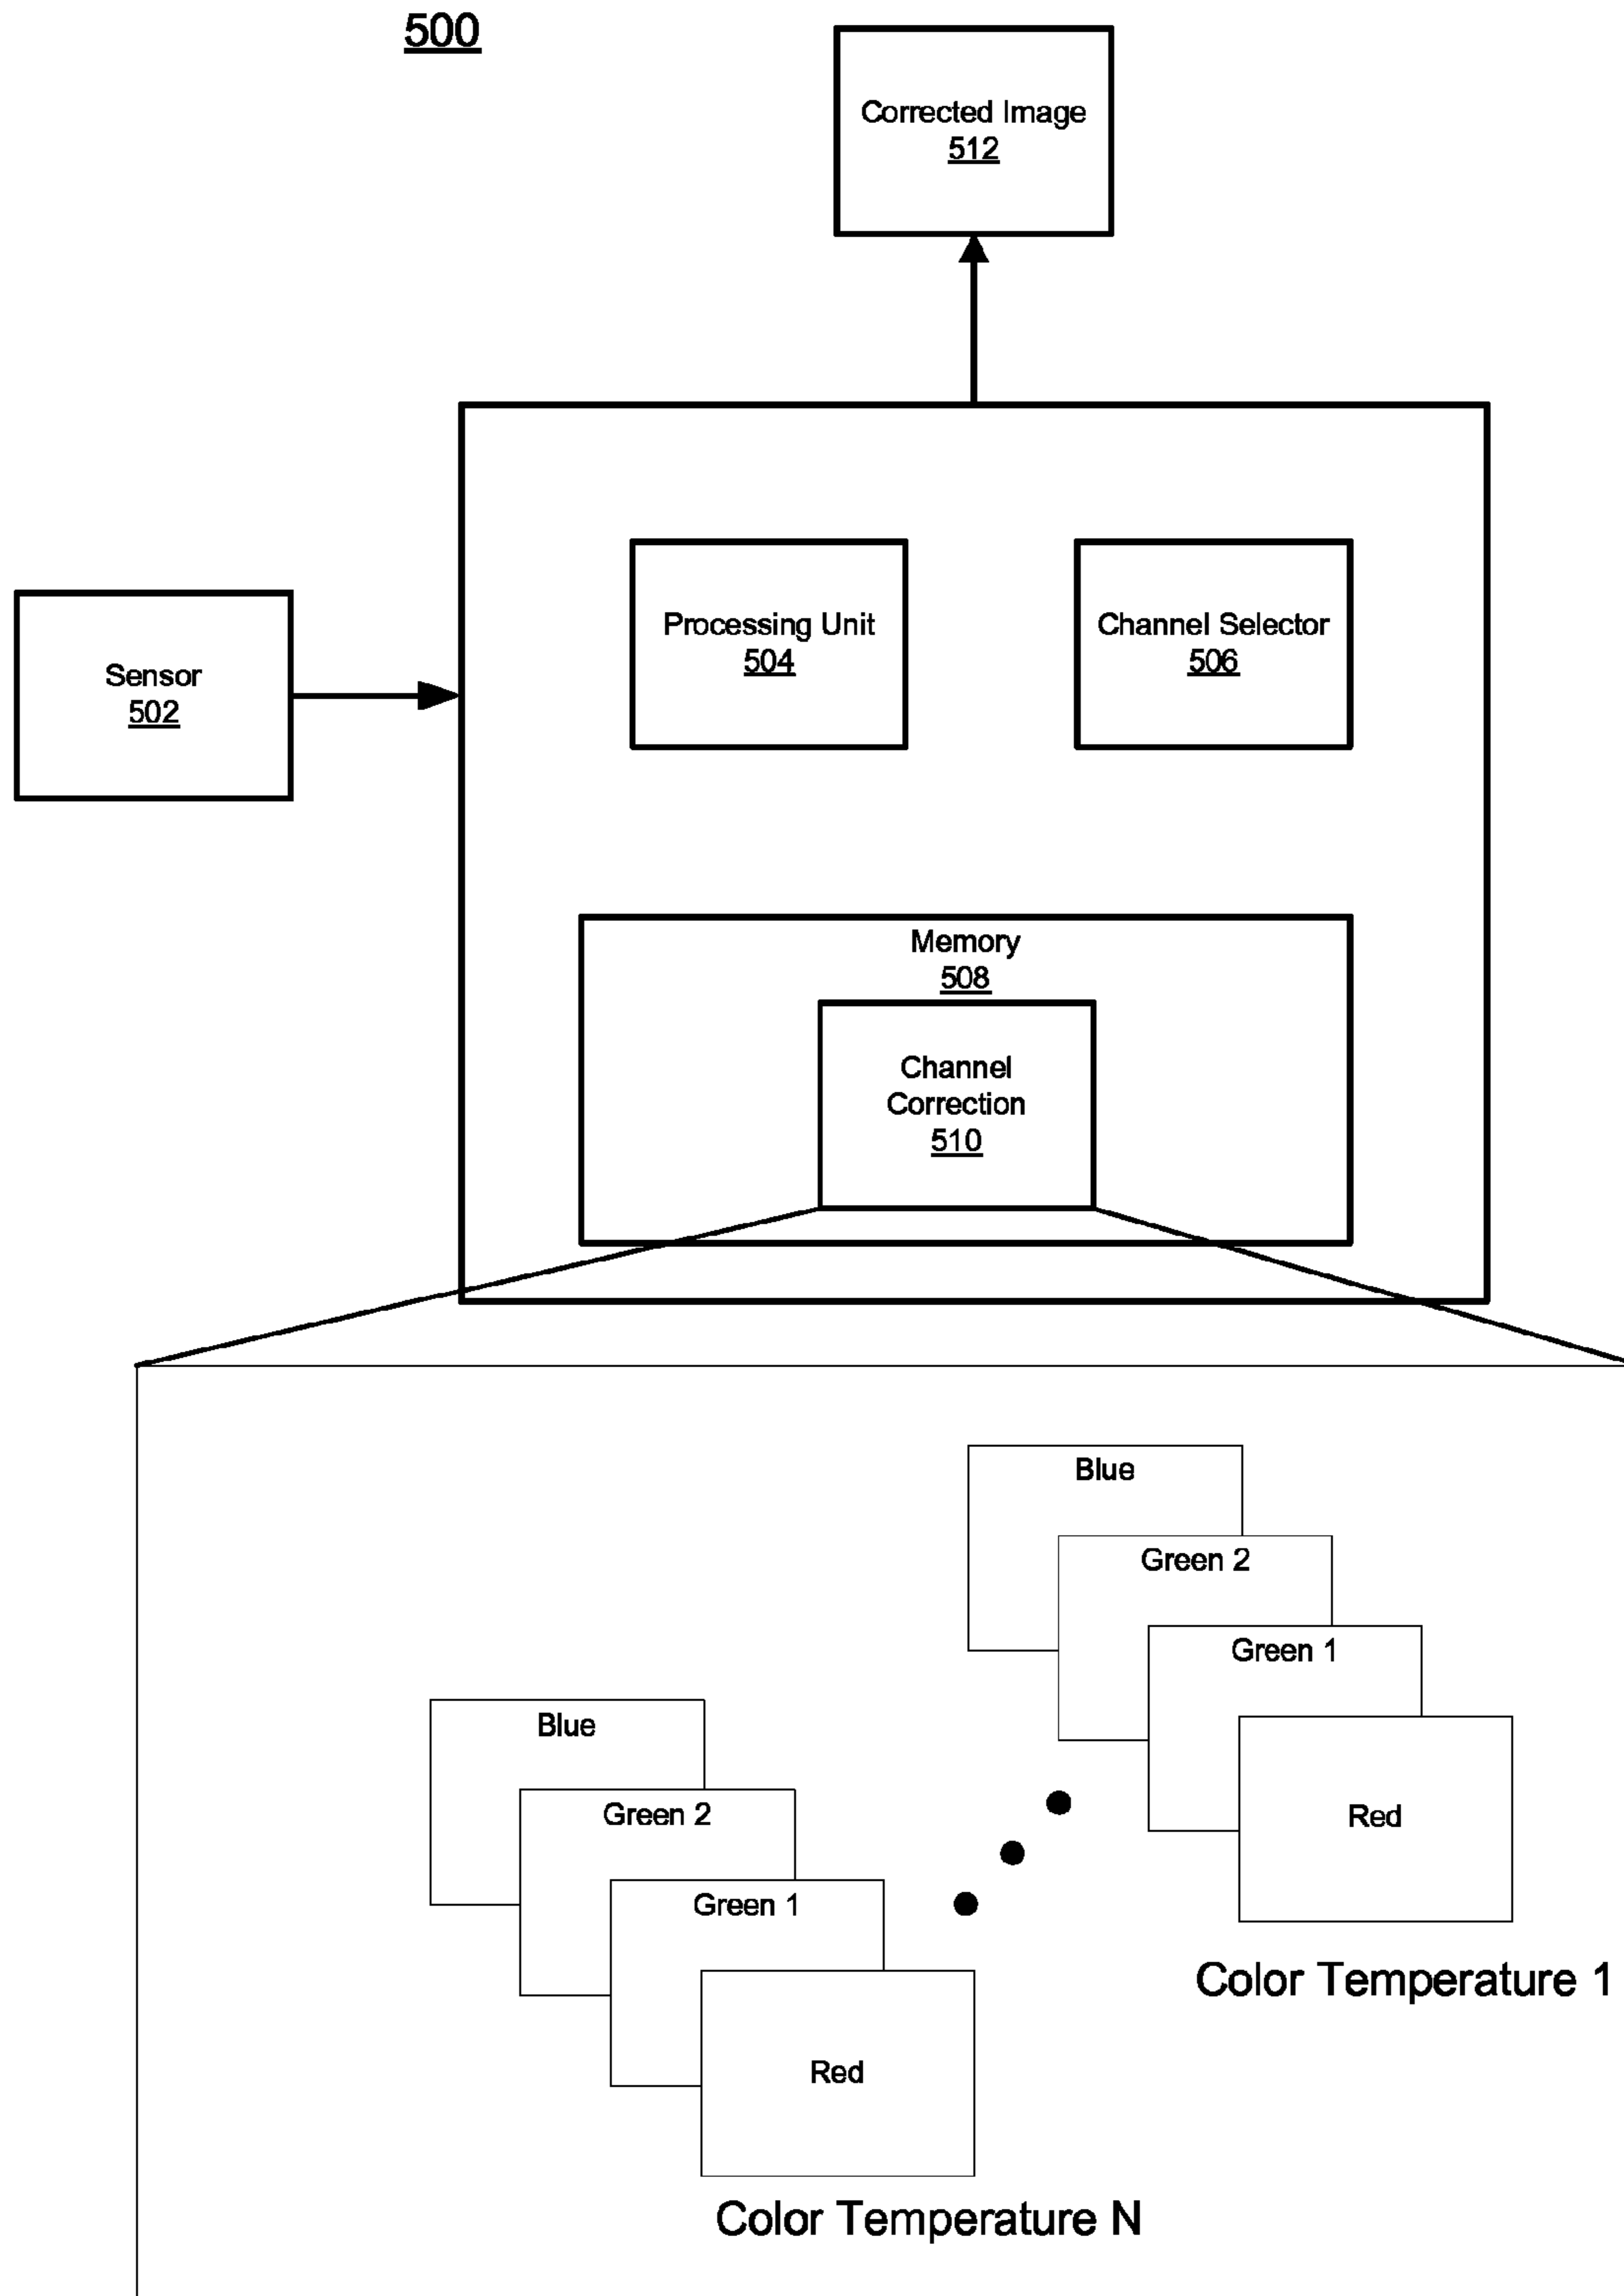 500
Corrected Image
512
Processing Unit
504
Channel Selector
506
Sensor
502
Memory
508
Channel
Correction
510
Blue
Green 2
Green 1
Red
Color Temperature 1
Blue
Green 2
Green 1
Red
Color Temperature N